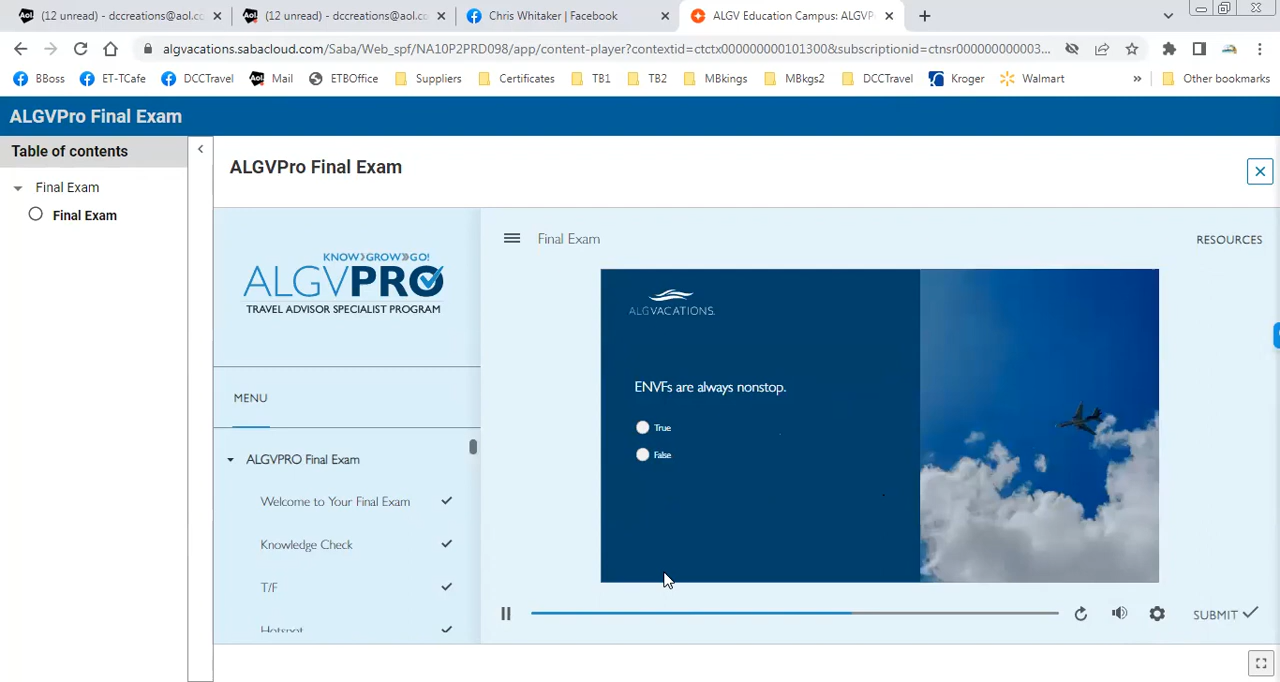 (12 unread) - dccreations@aol.cc
(12 unread) - dccreations@aol.cc
Chris Whitaker | Facebook
ALGV Education Campus: ALGVP
algvacations.sabacloud.com/Saba/Web_spf/NA10P2PRD098/app/content-player?contextid=ctctx000000000101300&subscriptionid=ctnsr000000000003...
BBoss
ET-TCafe
DCCTravel
Mail
ETBOffice
Suppliers
Certificates
TB1
TB2
MBkings
MBkgs2
DCCTravel
Kroger
Walmart
»
Other bookmarks
ALGVPro Final Exam
Table of contents
Final Exam
Final Exam
ALGVPro Final Exam
KNOW»GROW»GO!
ALGVPRO
TRAVEL ADVISOR SPECIALIST PROGRAM
MENU
ALGVPRO Final Exam
Welcome to Your Final Exam
Knowledge Check
T/F
Hotspot
Final Exam
RESOURCES
ALGVACATIONS.
ENVFs are always nonstop.
True
False
SUBMIT